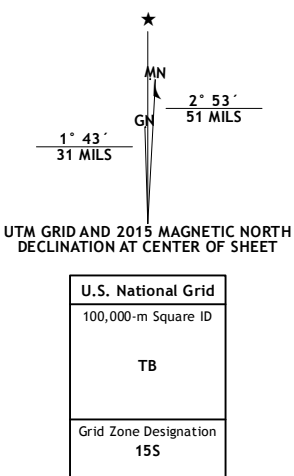 ★
MN
2° 53´
GN
51 MILS
1° 43´
31 MILS
UTM GRID AND 2015 MAGNETIC NORTH
DECLINATION AT CENTER OF SHEET
U.S. National Grid
100,000-m Square ID
TB
Grid Zone Designation
15S